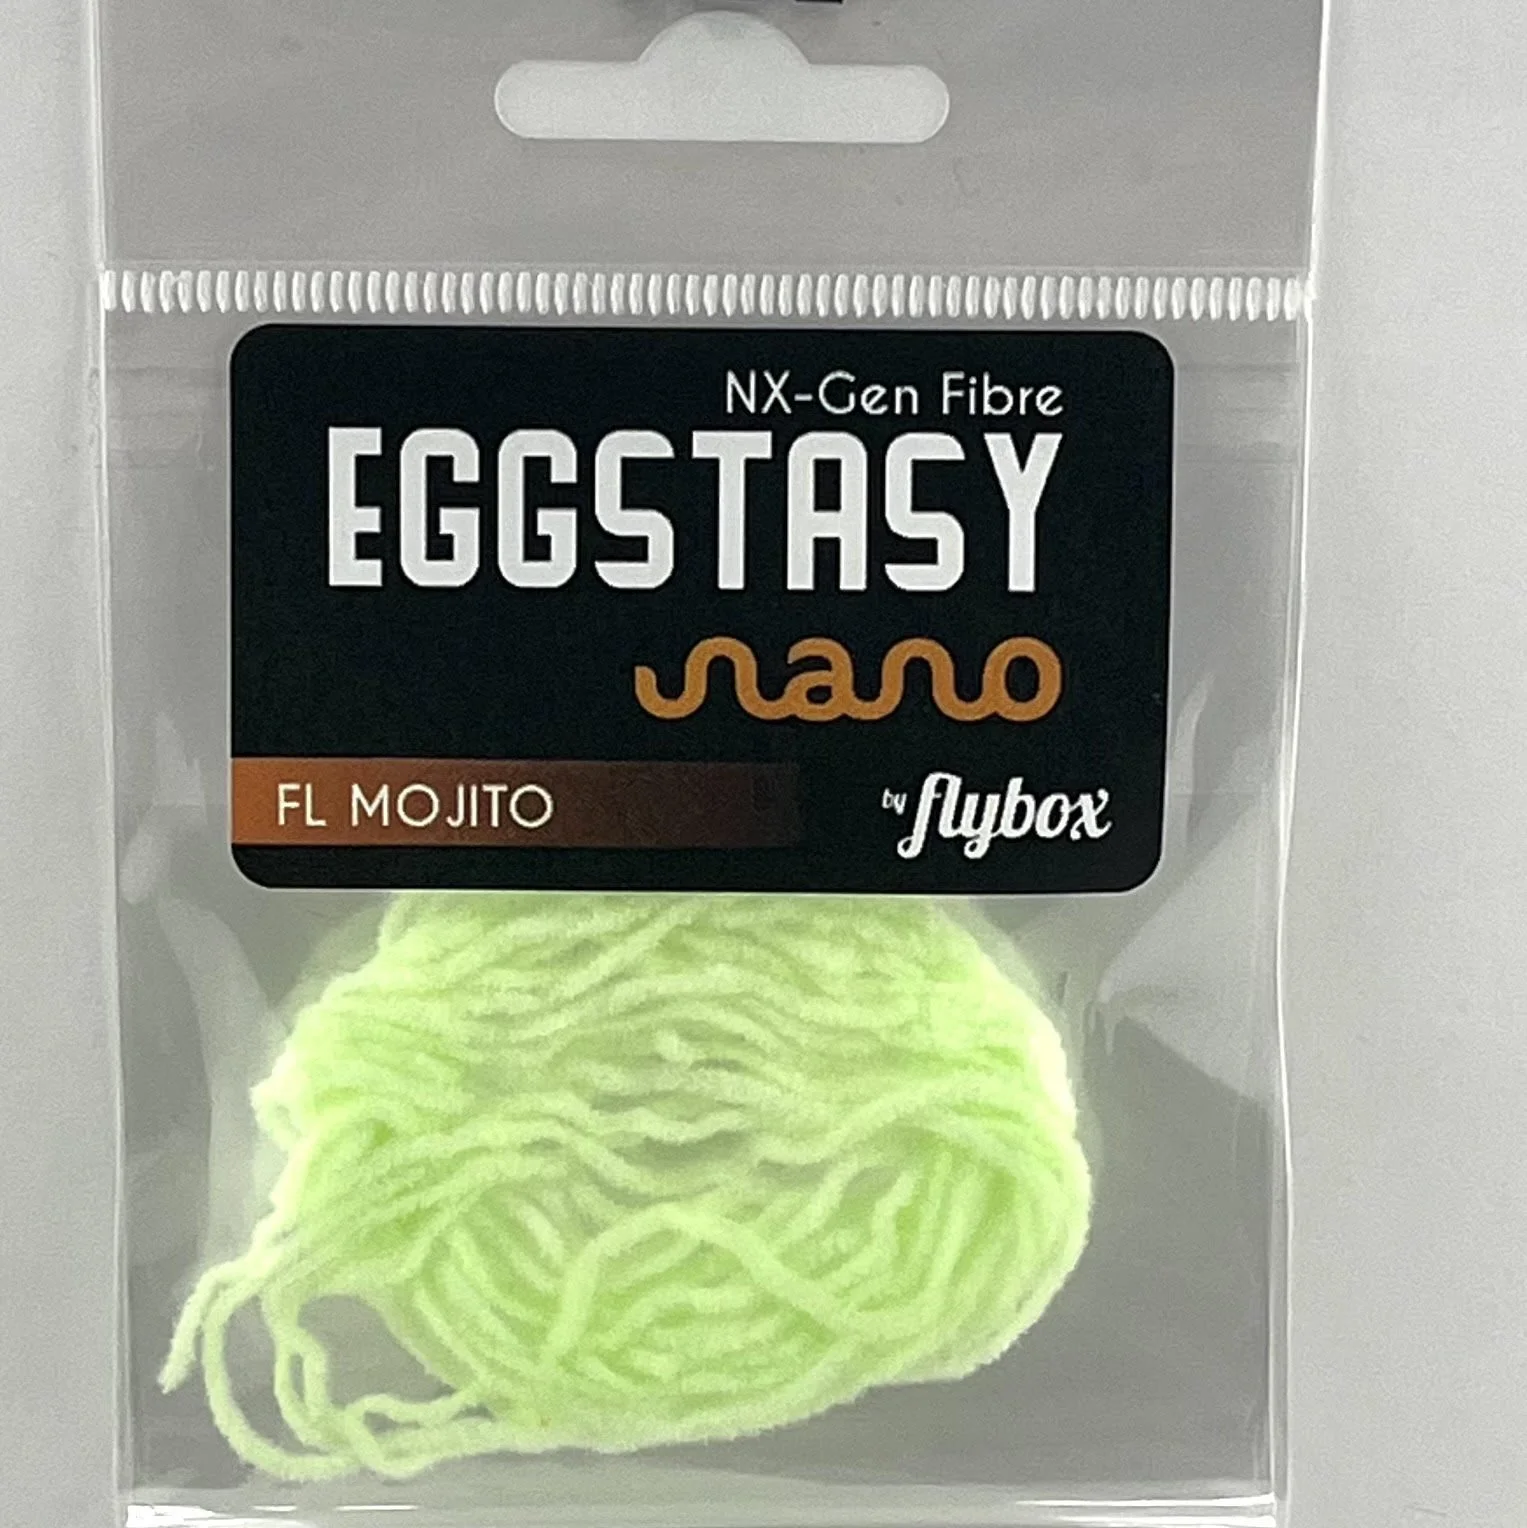 NX-Gen Fibre
EGGSTASY
nano
FL MOJITO
by flybox